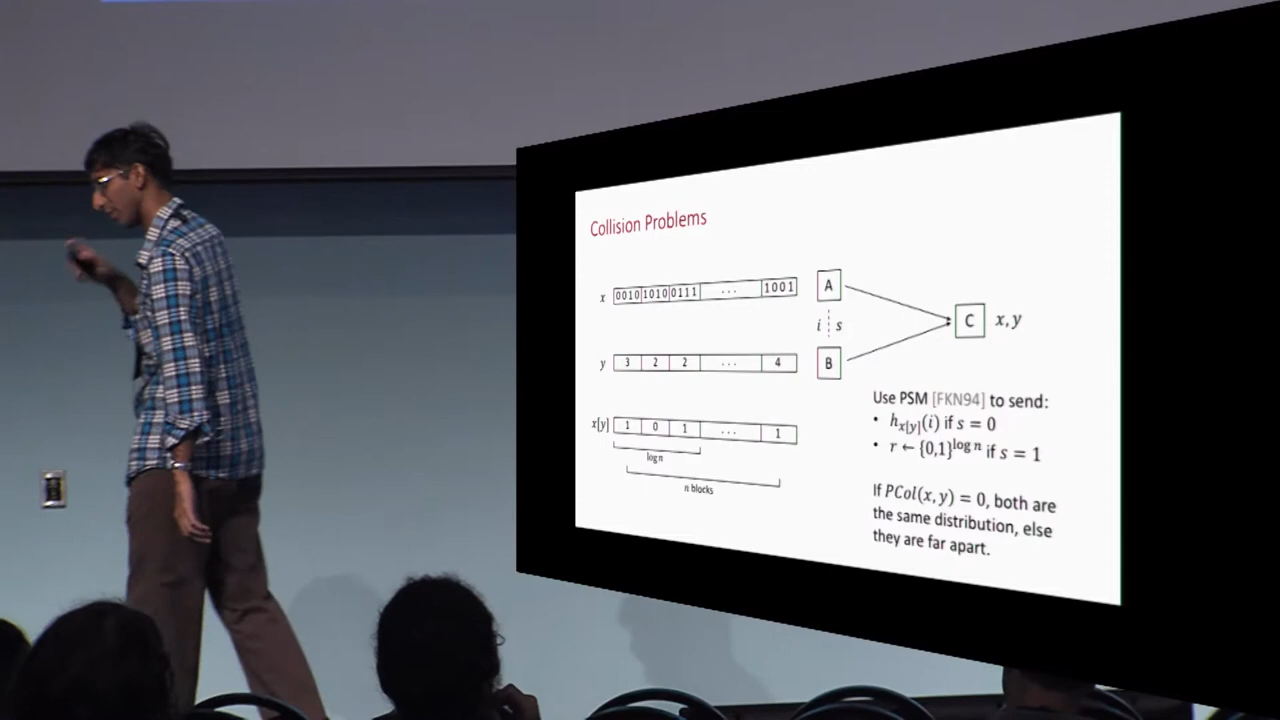 Collision Problems
x 0010 1010 0111 ... 1001
A
i s
C x, y
y 3 2 2 ... 4
B
x[y] 1 0 1 ... 1
log n
n blocks
Use PSM [FKN94] to send:
• h_{x[y]}(i) if s = 0
• r ← {0,1}^{log n} if s = 1
If PCol(x, y) = 0, both are
the same distribution, else
they are far apart.